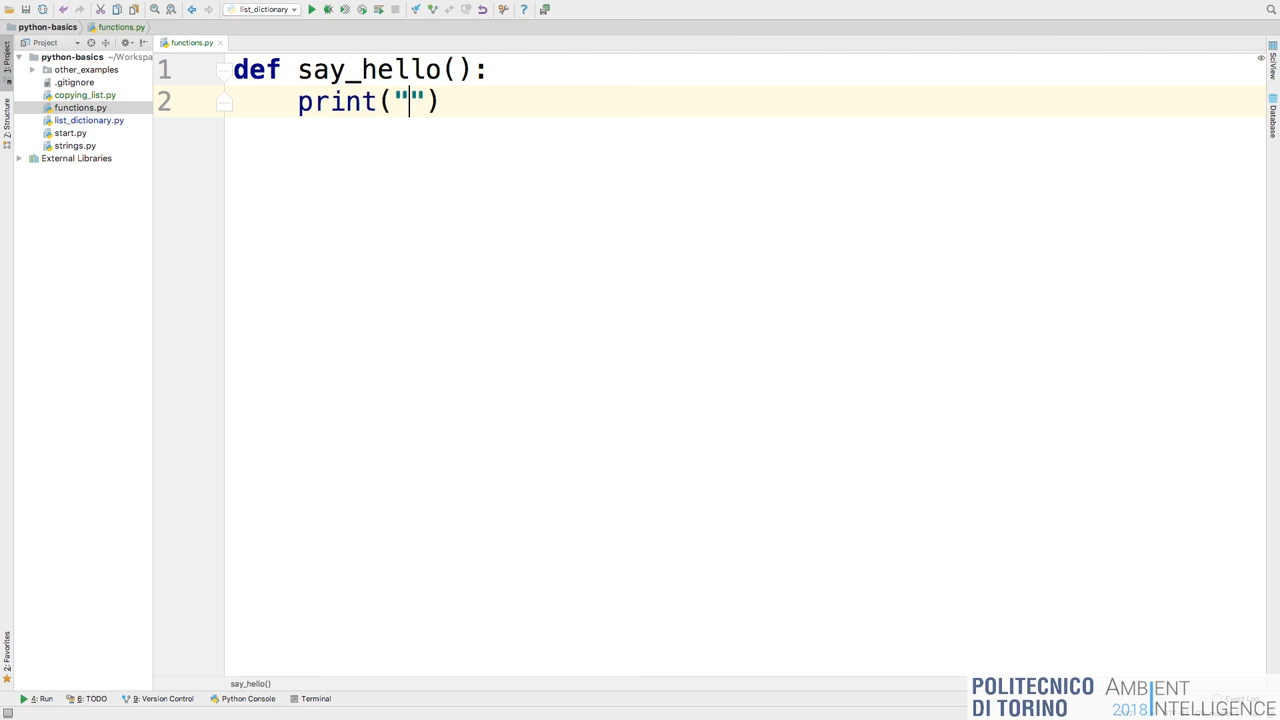 list_dictionary
python-basics
functions.py
Project
functions.py
1: Project
python-basics ~/Workspa
other_examples
.gitignore
copying_list.py
functions.py
list_dictionary.py
start.py
strings.py
External Libraries
Z: Structure
2: Favorites
1 def say_hello():
2 print("")
SciView
Database
say_hello()
4: Run
6: TODO
9: Version Control
Python Console
Terminal
Event Log
POLITECNICO
DI TORINO
AMBIENT
2018 INTELLIGENCE